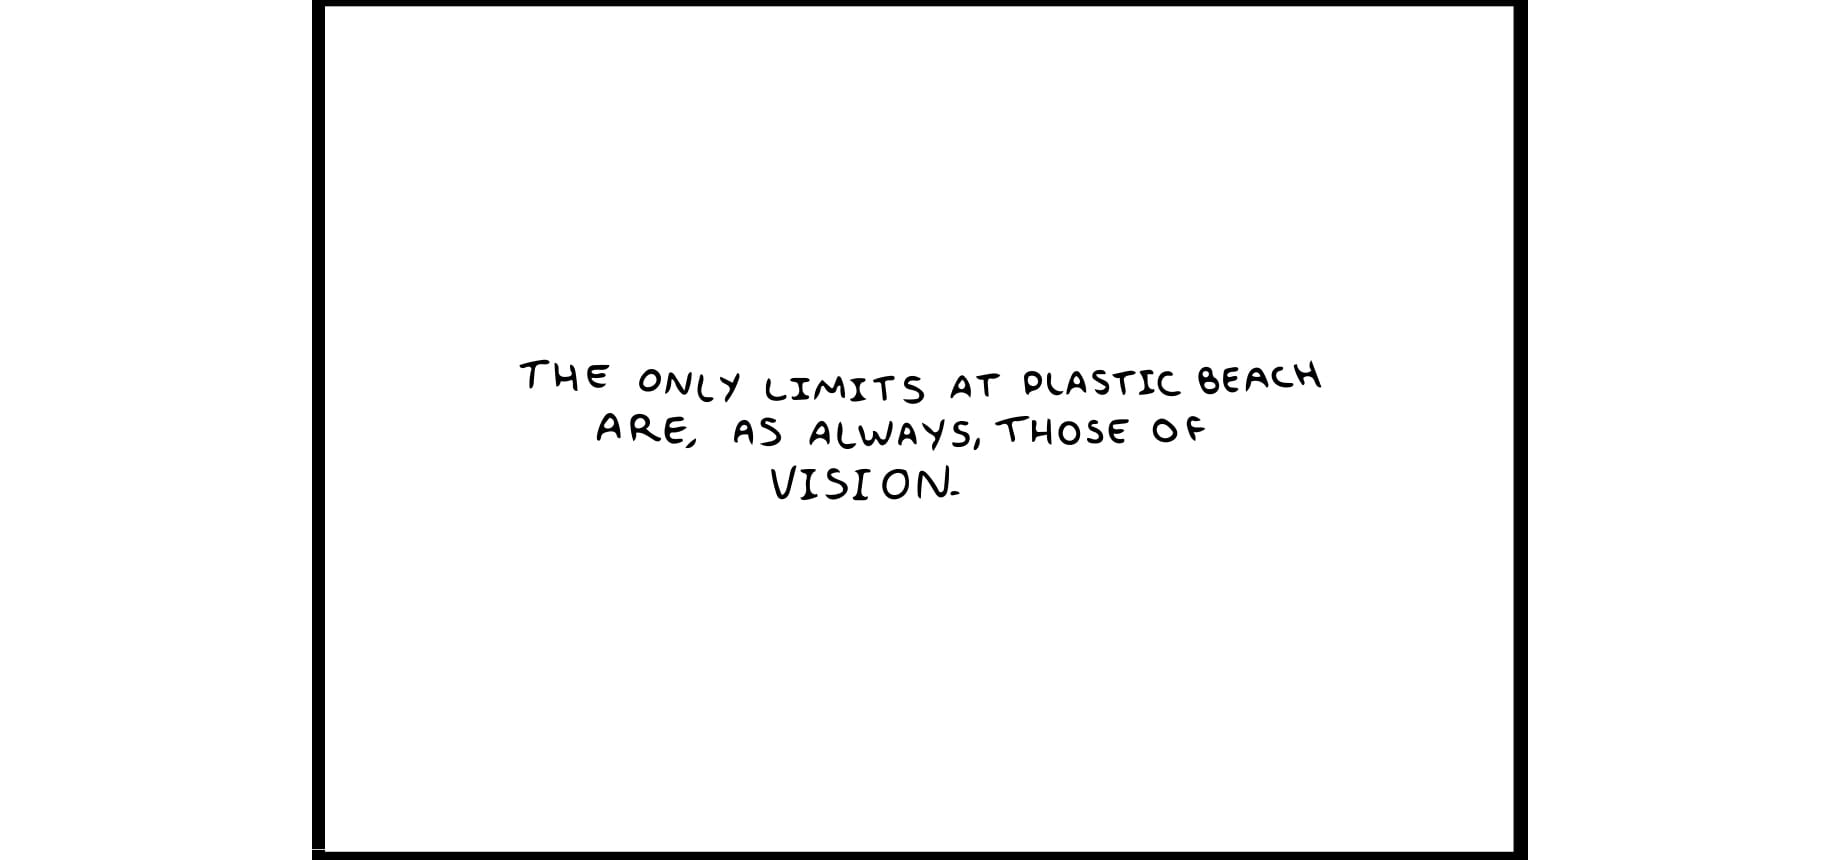 THE ONLY LIMITS AT PLASTIC BEACH
ARE, AS ALWAYS, THOSE OF
VISION.